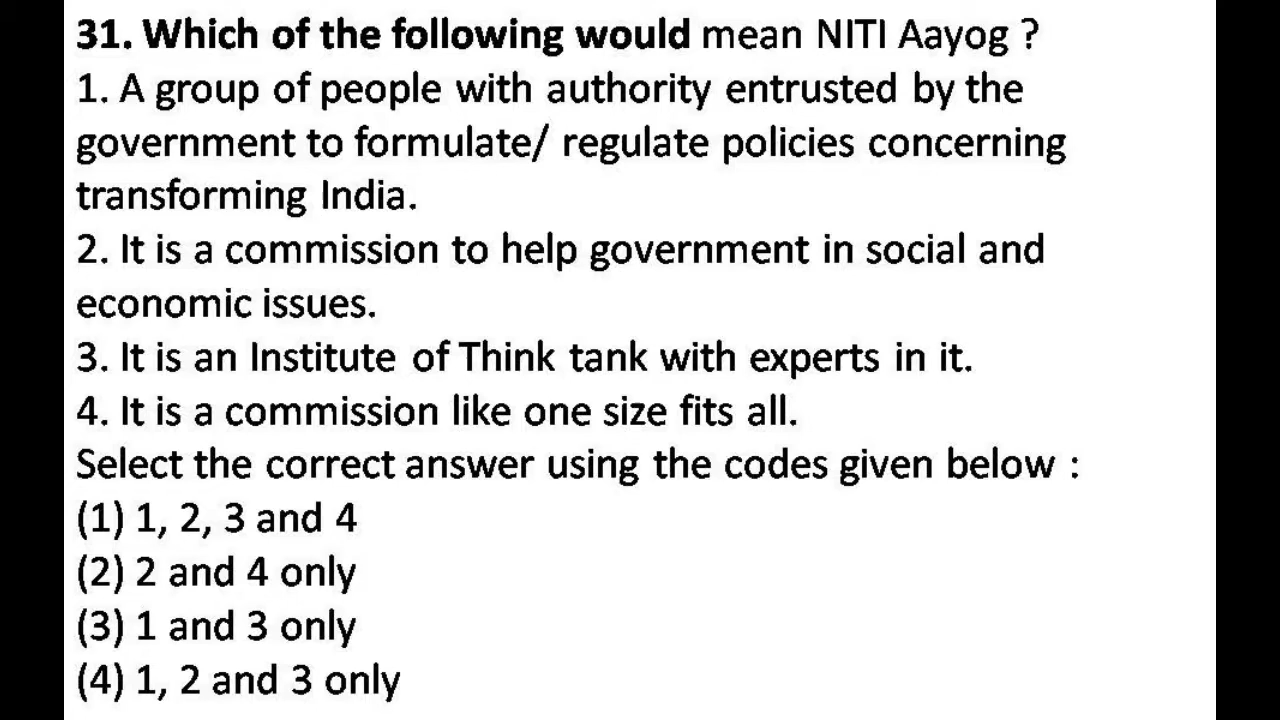 31. Which of the following would mean NITI Aayog ?
1. A group of people with authority entrusted by the
government to formulate/ regulate policies concerning
transforming India.
2. It is a commission to help government in social and
economic issues.
3. It is an Institute of Think tank with experts in it.
4. It is a commission like one size fits all.
Select the correct answer using the codes given below :
(1) 1, 2, 3 and 4
(2) 2 and 4 only
(3) 1 and 3 only
(4) 1, 2 and 3 only